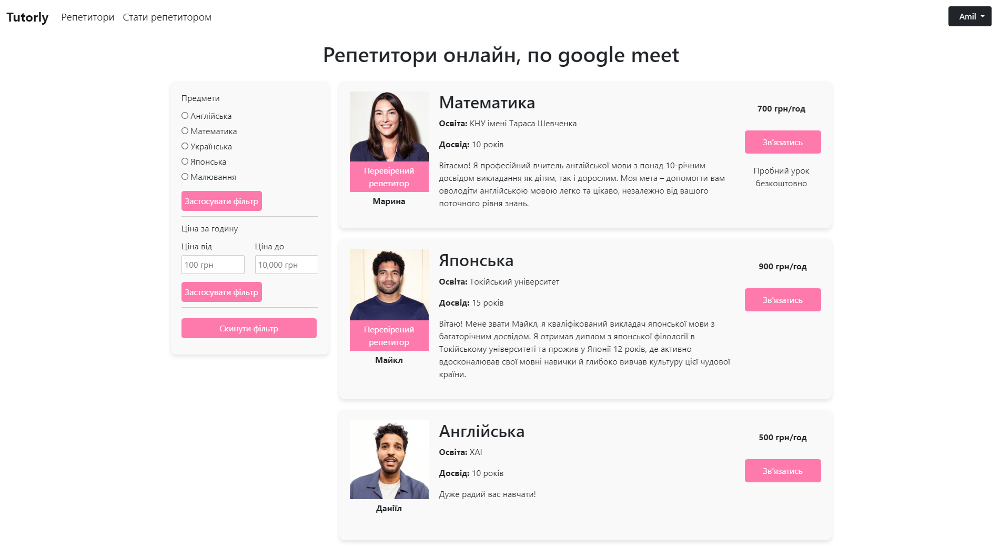 Tutorly
Репетитори
Стати репетитором
Amil
Репетитори онлайн, по google meet
Предмети
Англійська
Математика
Українська
Японська
Малювання
Застосувати фільтр
Ціна за годину
Ціна від
Ціна до
100 грн
10,000 грн
Застосувати фільтр
Скинути фільтр
Перевірений
репетитор
Марина
Математика
Освіта: КНУ імені Тараса Шевченка
Досвід: 10 років
Вітаємо! Я професійний вчитель англійської мови з понад 10-річним
досвідом викладання як дітям, так і дорослим. Моя мета – допомогти вам
оволодіти англійською мовою легко та цікаво, незалежно від вашого
поточного рівня знань.
700 грн/год
Зв'язатись
Пробний урок
безкоштовно
Перевірений
репетитор
Майкл
Японська
Освіта: Токійський університет
Досвід: 15 років
Вітаю! Мене звати Майкл, я кваліфікований викладач японської мови з
багаторічним досвідом. Я отримав диплом з японської філології в
Токійському університеті та прожив у Японії 12 років, де активно
вдосконалював свої мовні навички й глибоко вивчав культуру цієї чудової
країни.
900 грн/год
Зв'язатись
Даніїл
Англійська
Освіта: ХАІ
Досвід: 10 років
Дуже радий вас навчати!
500 грн/год
Зв'язатись